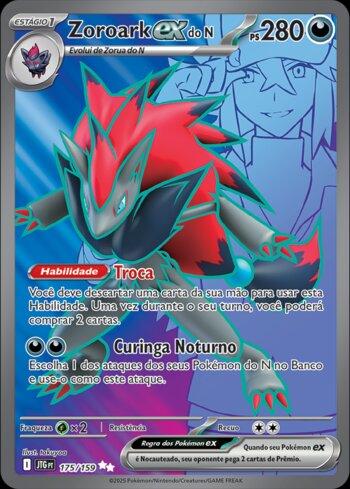 ESTÁGIO 1
Zoroark ex do N
PS 280
Evolui de Zorua do N
Habilidade Troca
Você deve descartar uma carta da sua mão para usar esta
Habilidade. Uma vez durante o seu turno, você poderá
comprar 2 cartas.
Curinga Noturno
Escolha 1 dos ataques dos seus Pokémon do N no Banco
e use-o como este ataque.
Fraqueza ×2 Resistência Recuo
Regra dos Pokémon ex
Quando seu Pokémon ex
é Nocauteado, seu oponente pega 2 cartas de Prêmio.
Ilust. takuyoa
I JTG PT 175/159
©2025 Pokémon/Nintendo/Creatures/GAME FREAK